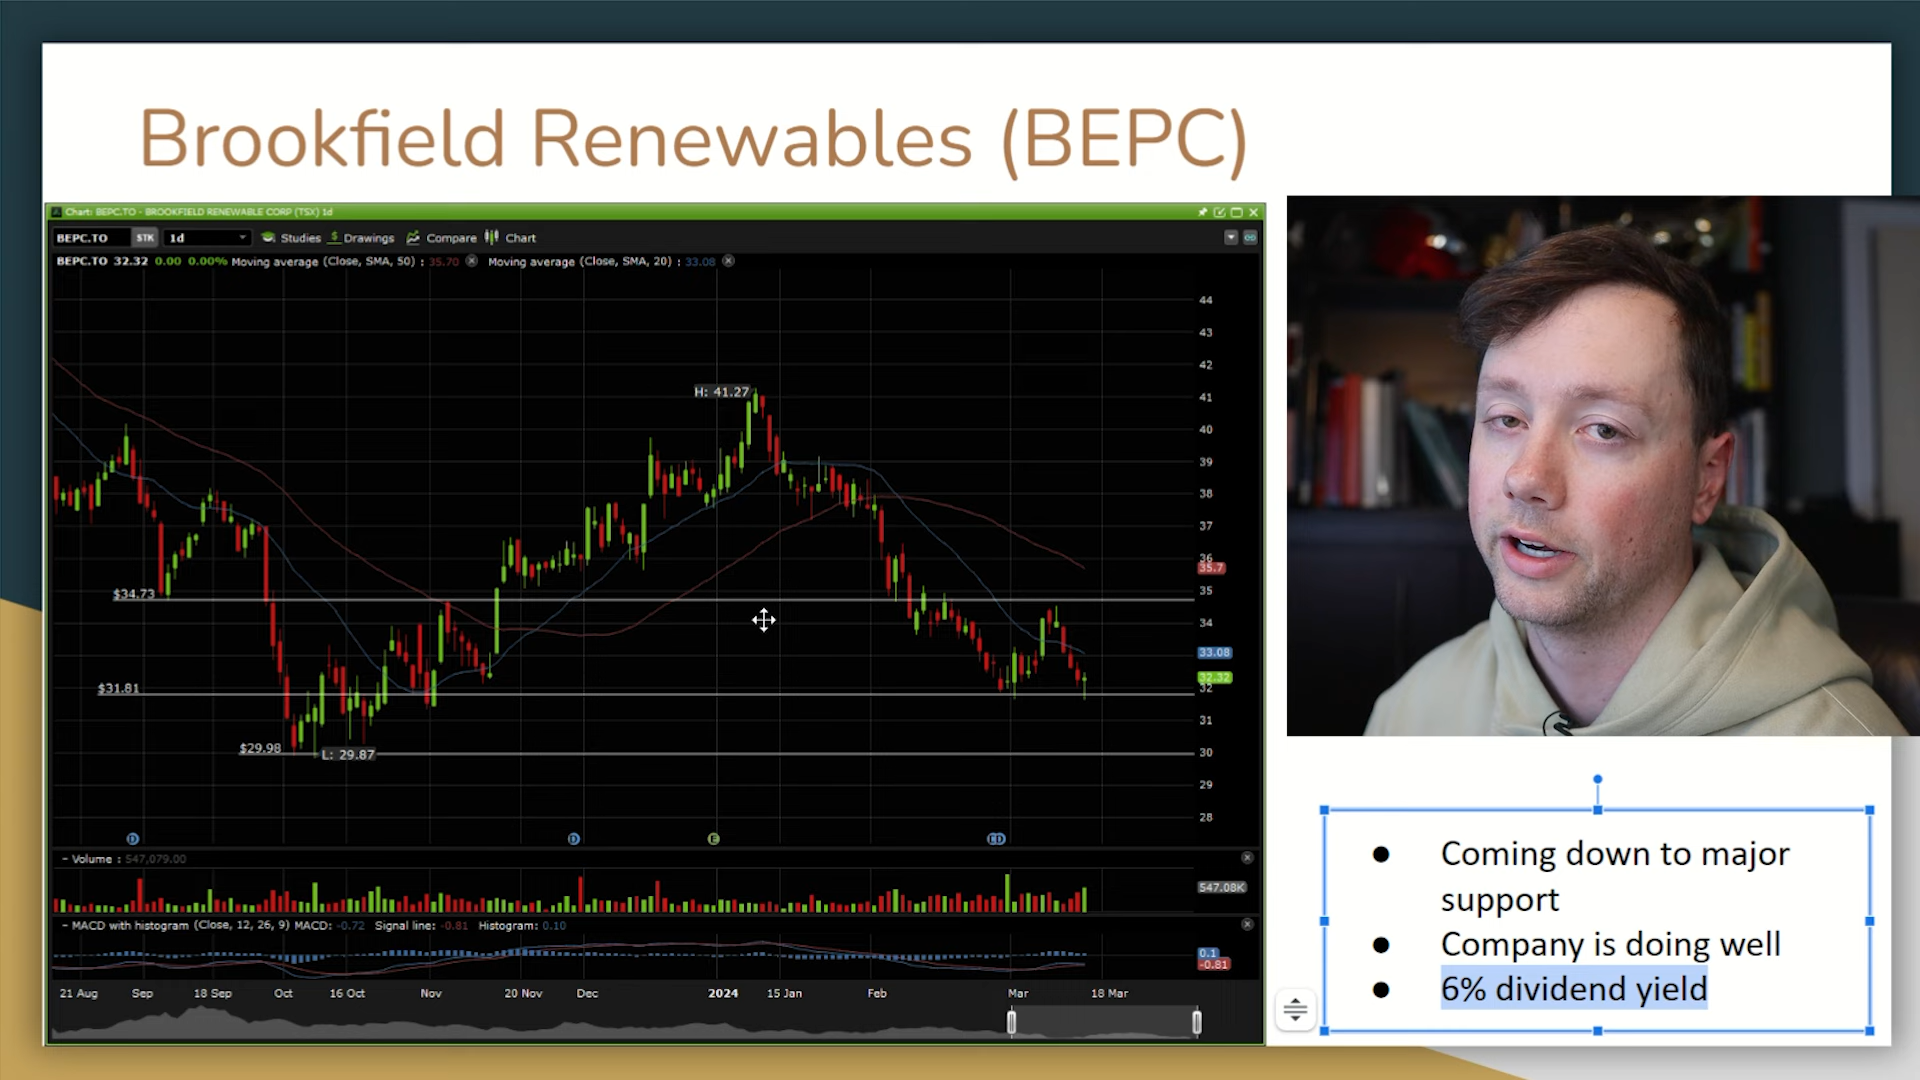 Brookfield Renewables (BEPC)
Chart: BEPC.TO - BROOKFIELD RENEWABLE CORP (TSX) 1d
BEPC.TO STK 1d Studies Drawings Compare Chart
BEPC.TO 32.32 0.00 0.00% Moving average (Close, SMA, 50) : 35.70 Moving average (Close, SMA, 20) : 33.08
44
43
42
H: 41.27
41
40
39
38
37
36
35.7
$34.73
35
34
33.08
32.32
$31.81
32
31
$29.98
L: 29.87
30
29
28
D D E D
− Volume : 547,079.00
547.08K
− MACD with histogram (Close, 12, 26, 9) MACD: -0.72 Signal line: -0.81 Histogram: 0.10
0.1
-0.81
21 Aug Sep 18 Sep Oct 16 Oct Nov 20 Nov Dec 2024 15 Jan Feb Mar 18 Mar
● Coming down to major
support
● Company is doing well
● 6% dividend yield